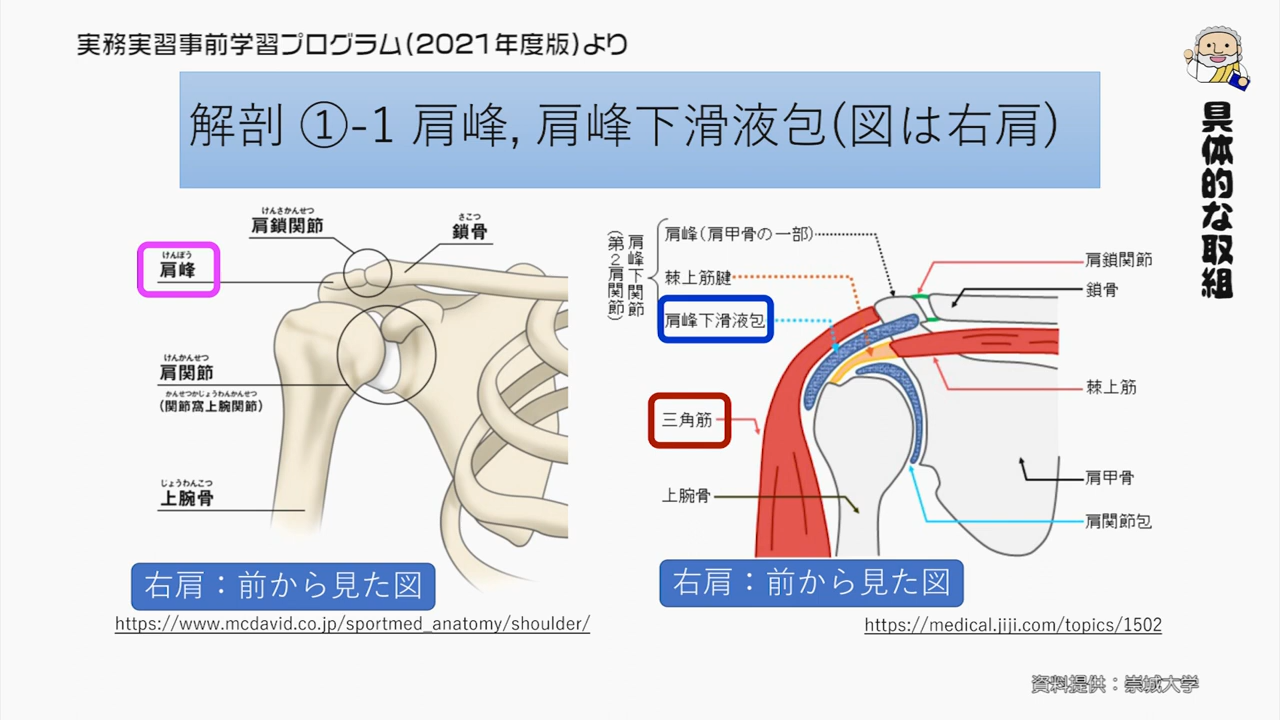 実務実習事前学習プログラム(2021年度版)より
具体的な取組
解剖 ①-1 肩峰, 肩峰下滑液包(図は右肩)
けんさかんせつ
肩鎖関節
さこつ
鎖骨
けんぽう
肩峰
けんかんせつ
肩関節
かんせつかじょうわんかんせつ
(関節窩上腕関節)
じょうわんこつ
上腕骨
右肩：前から見た図
https://www.mcdavid.co.jp/sportmed_anatomy/shoulder/
肩峰下関節
(第2肩関節)
肩峰(肩甲骨の一部)
棘上筋腱
肩峰下滑液包
三角筋
上腕骨
肩鎖関節
鎖骨
棘上筋
肩甲骨
肩関節包
右肩：前から見た図
https://medical.jiji.com/topics/1502
資料提供：崇城大学